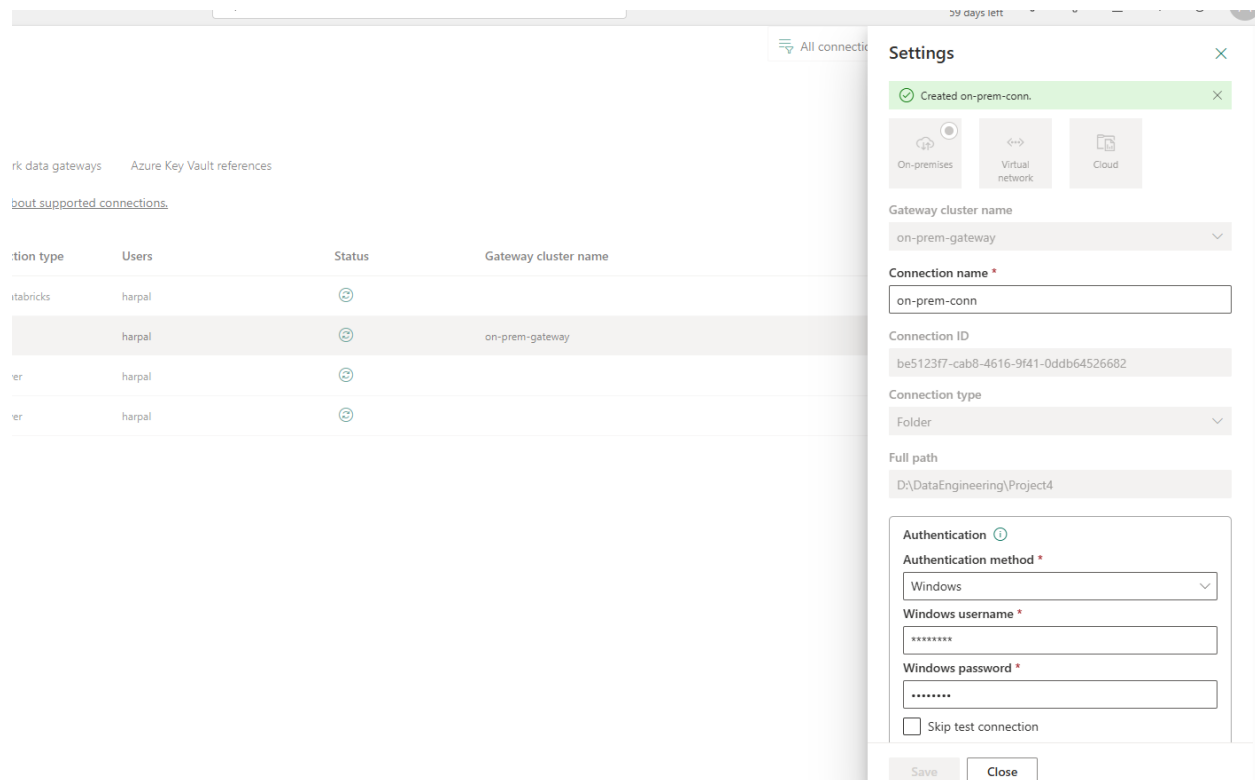 59 days left
All connectio
rk data gateways Azure Key Vault references
bout supported connections.
tion type Users Status Gateway cluster name
tabricks harpal
harpal on-prem-gateway
er harpal
er harpal
Settings
Created on-prem-conn.
On-premises
Virtual network
Cloud
Gateway cluster name
on-prem-gateway
Connection name *
on-prem-conn
Connection ID
be5123f7-cab8-4616-9f41-0ddb64526682
Connection type
Folder
Full path
D:\DataEngineering\Project4
Authentication
Authentication method *
Windows
Windows username *
********
Windows password *
••••••••
Skip test connection
Save Close